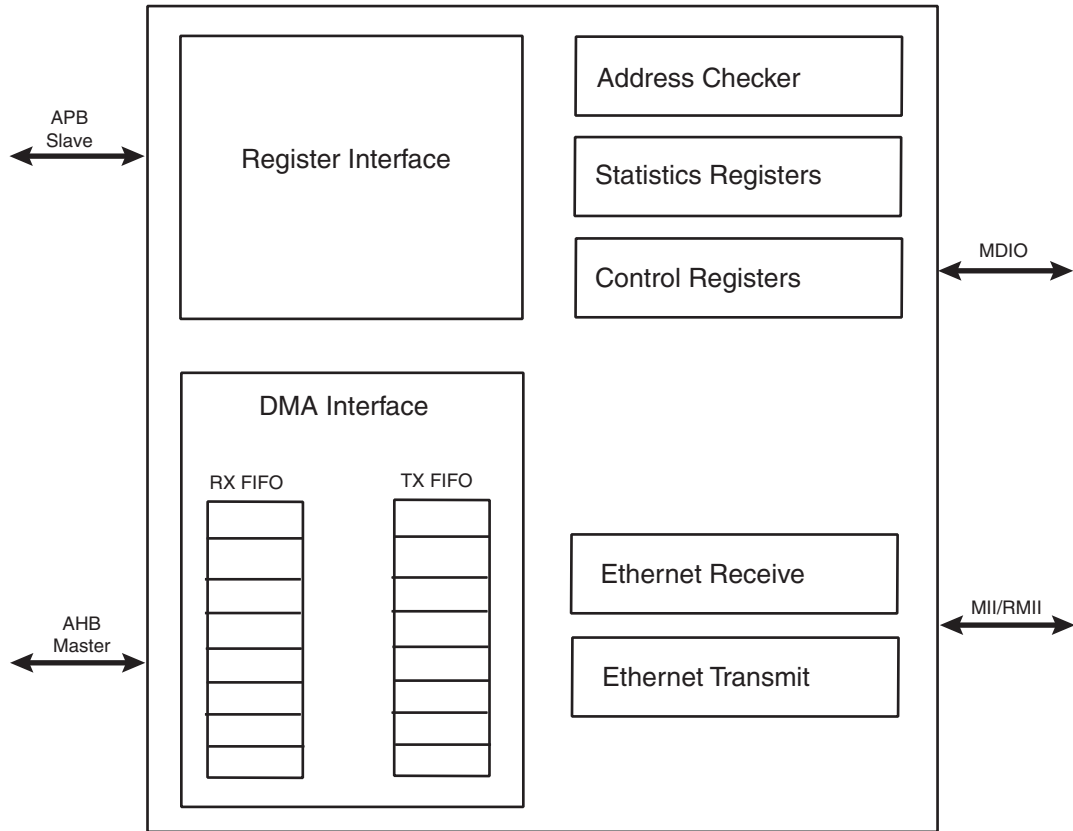 Address Checker
APB
Slave
Register Interface
Statistics Registers
MDIO
Control Registers
DMA Interface
RX FIFO
TX FIFO
Ethernet Receive
MII/RMII
AHB
Master
Ethernet Transmit